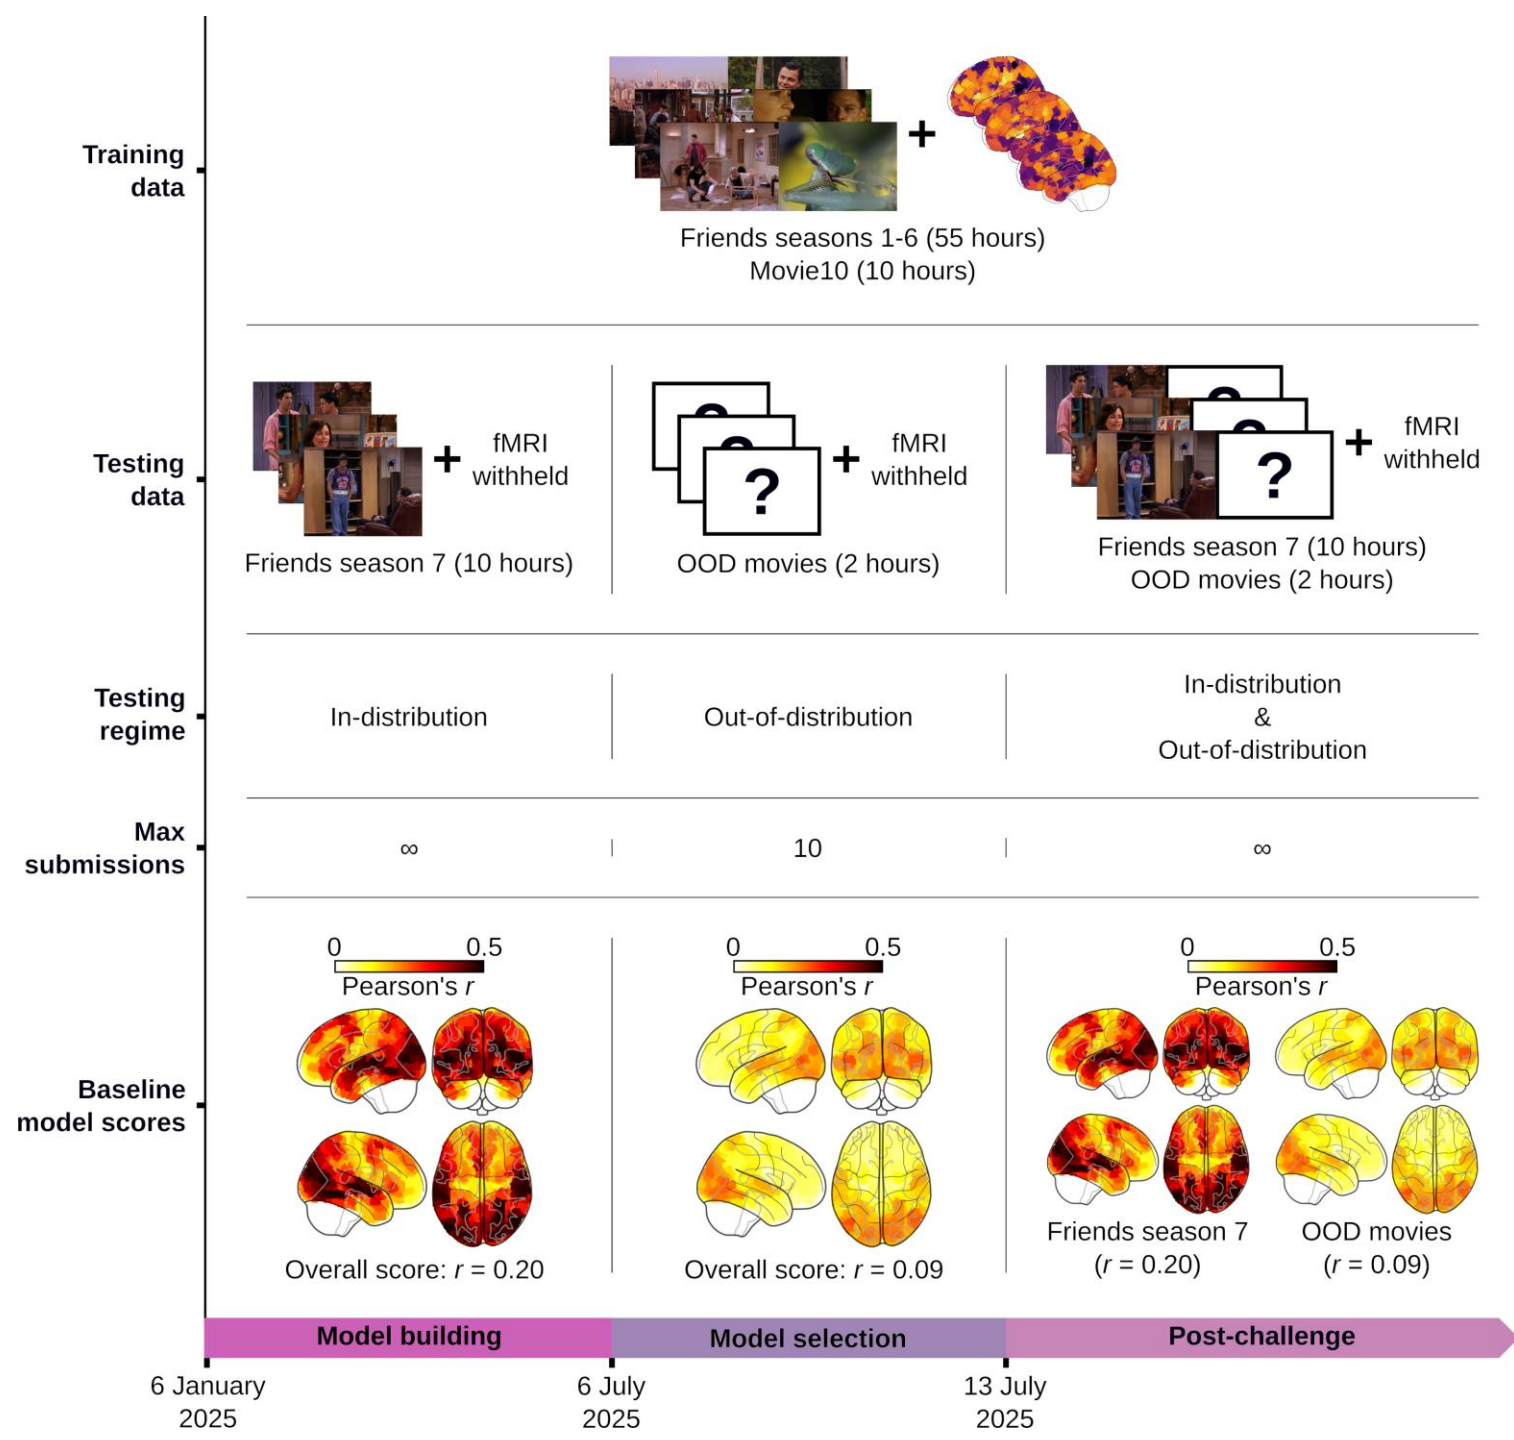 Training
data
+
Friends seasons 1-6 (55 hours)
Movie10 (10 hours)
Testing
data
+
fMRI
withheld
Friends season 7 (10 hours)
?
+
fMRI
withheld
OOD movies (2 hours)
?
+
fMRI
withheld
Friends season 7 (10 hours)
OOD movies (2 hours)
Testing
regime
In-distribution
Out-of-distribution
In-distribution
&
Out-of-distribution
Max
submissions
∞
10
∞
Baseline
model scores
0 0.5
Pearson's r
Overall score: r = 0.20
0 0.5
Pearson's r
Overall score: r = 0.09
0 0.5
Pearson's r
Friends season 7
(r = 0.20)
OOD movies
(r = 0.09)
Model building
Model selection
Post-challenge
6 January
2025
6 July
2025
13 July
2025